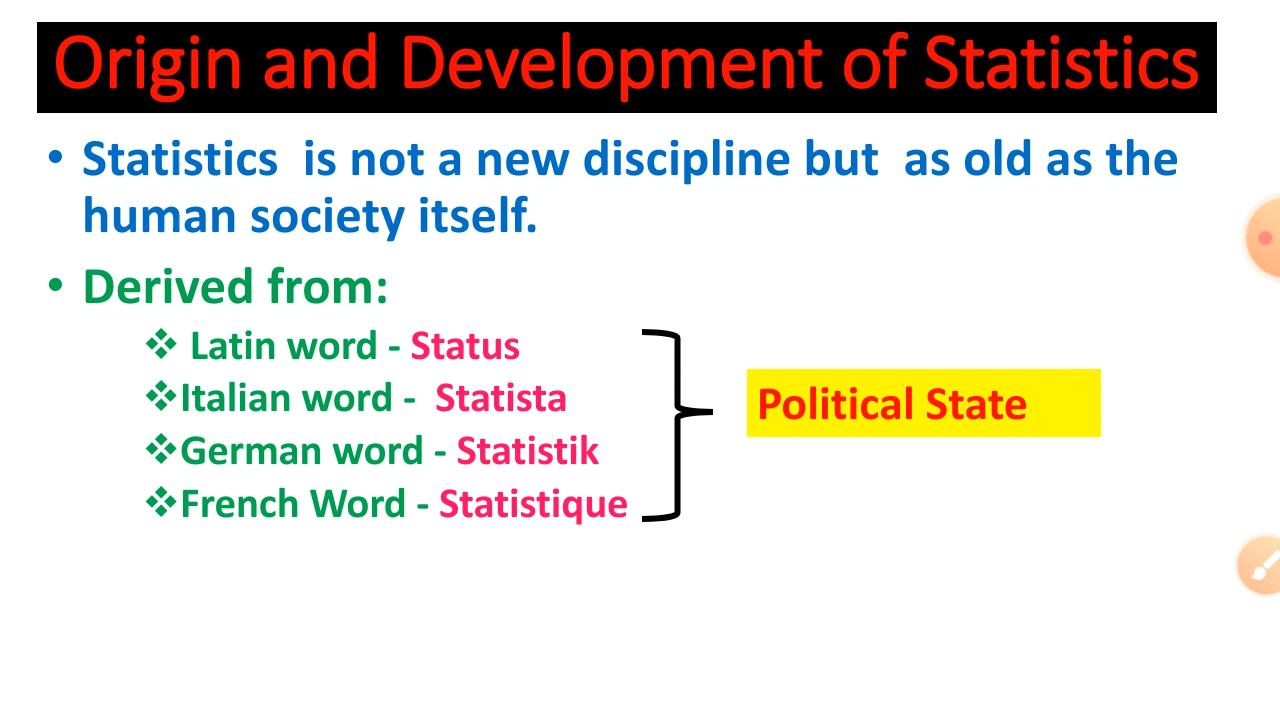 Origin and Development of Statistics
• Statistics is not a new discipline but as old as the
human society itself.
• Derived from:
❖ Latin word - Status
❖Italian word - Statista
❖German word - Statistik
❖French Word - Statistique
Political State